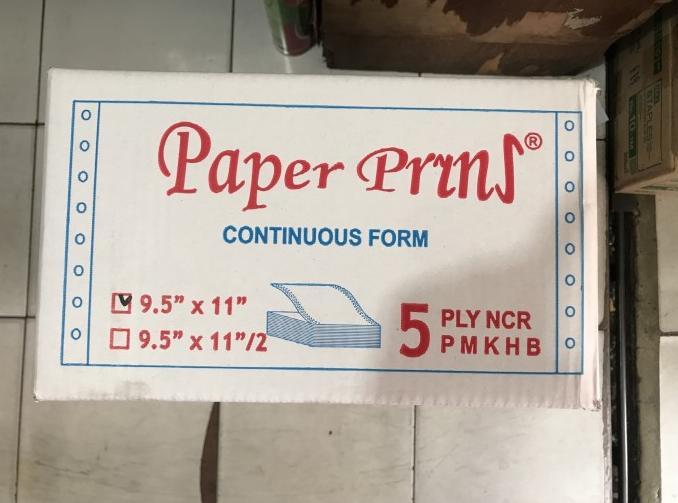 Paper Prins®
CONTINUOUS FORM
9.5” x 11”
9.5” x 11”/2
5 PLY NCR
PMKHB